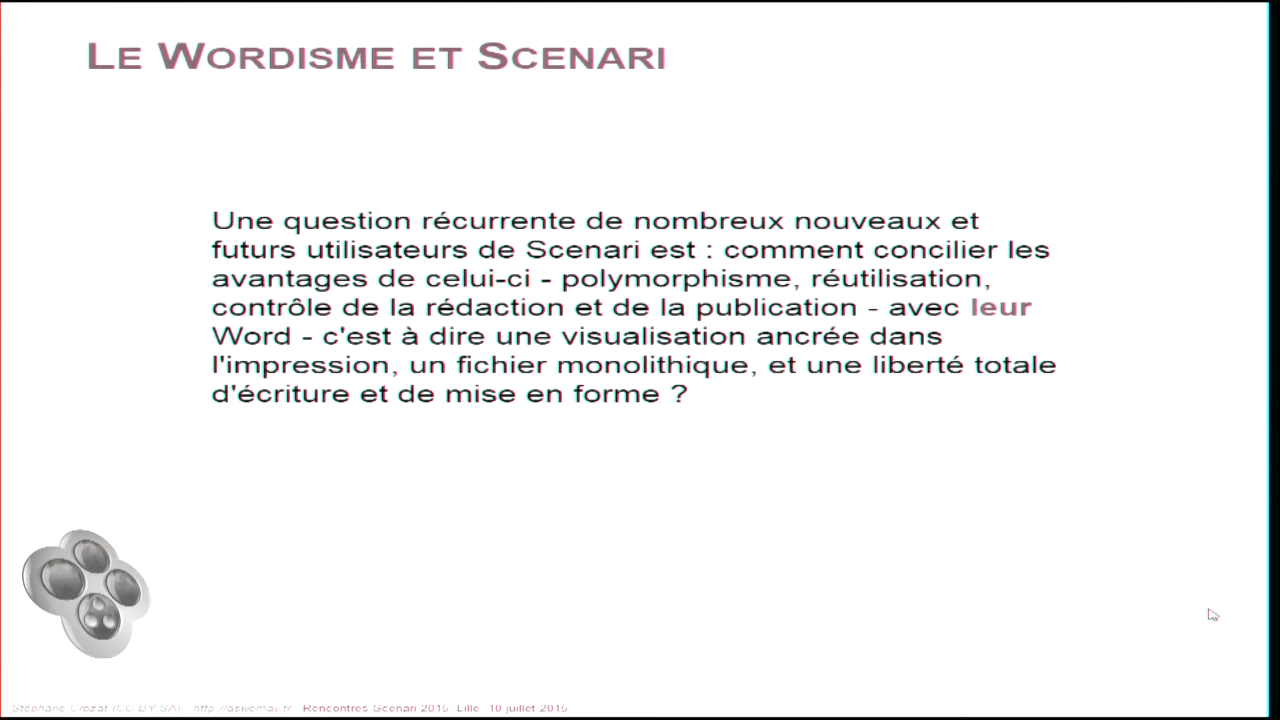 LE WORDISME ET SCENARI
Une question récurrente de nombreux nouveaux et
futurs utilisateurs de Scenari est : comment concilier les
avantages de celui-ci - polymorphisme, réutilisation,
contrôle de la rédaction et de la publication - avec leur
Word - c'est à dire une visualisation ancrée dans
l'impression, un fichier monolithique, et une liberté totale
d'écriture et de mise en forme ?
Stéphane Crozat (CC BY SA) - http://aswemay.fr - Rencontres Scenari 2015, Lille, 10 juillet 2015